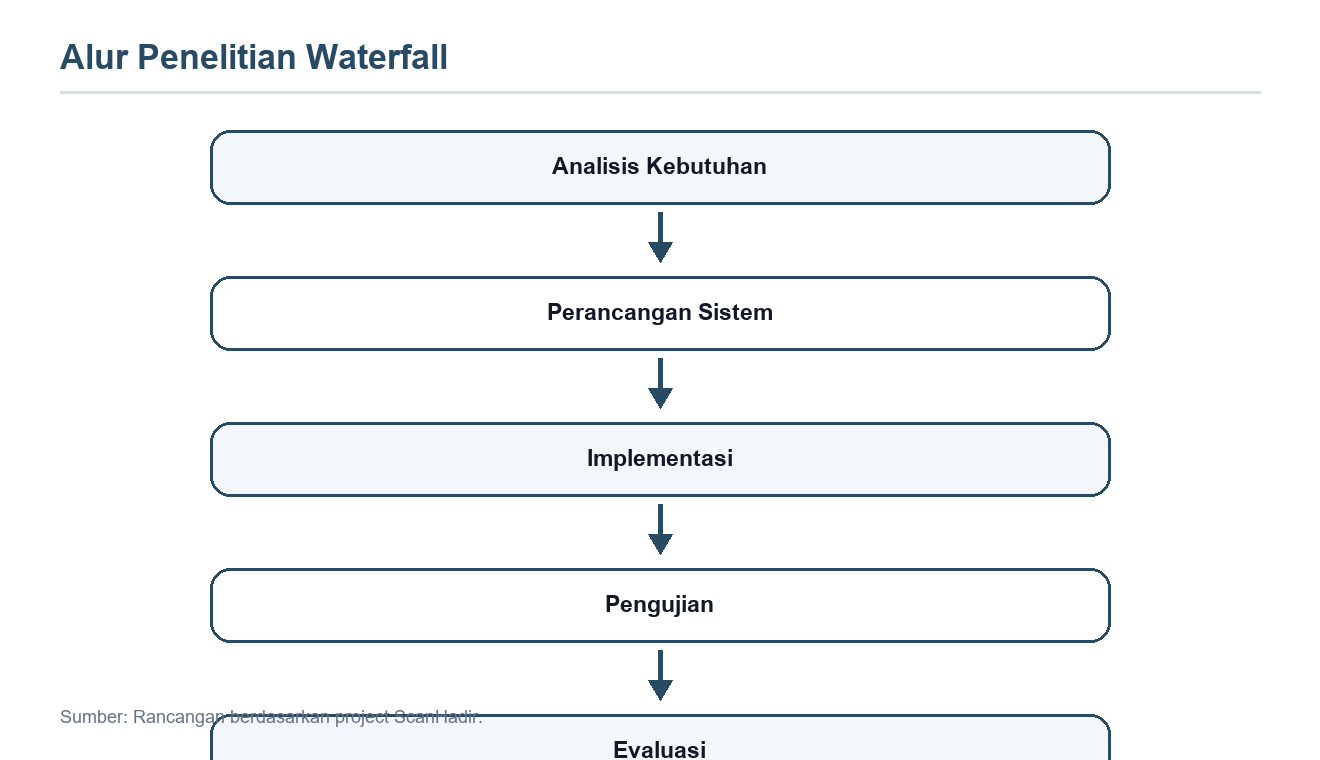 Alur Penelitian Waterfall
Analisis Kebutuhan
Perancangan Sistem
Implementasi
Pengujian
Sumber: Rancangan berdasarkan project ScanHadir.
Evaluasi